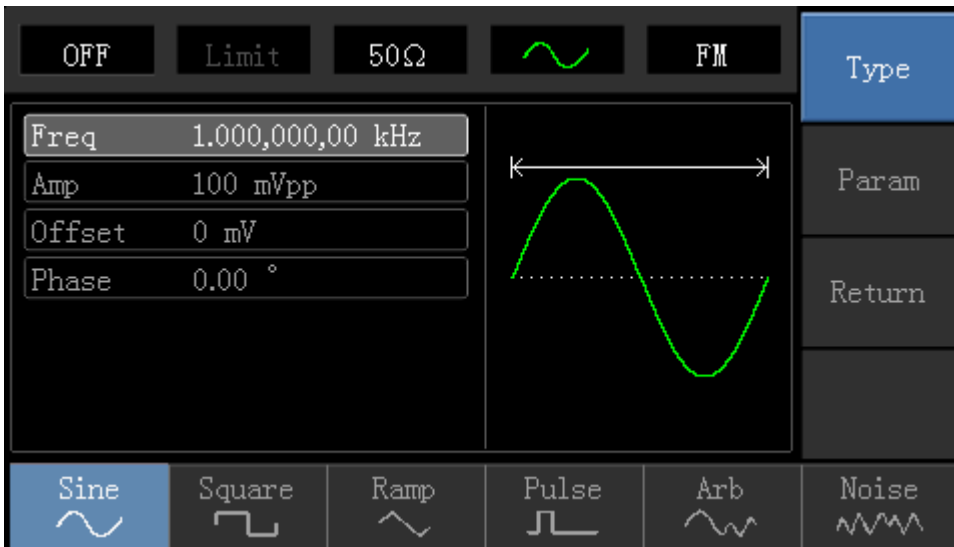 OFF Limit 50Ω FM Type
Freq 1.000,000,00 kHz
Amp 100 mVpp
Offset 0 mV
Phase 0.00 °
Param
Return
Sine Square Ramp Pulse Arb Noise